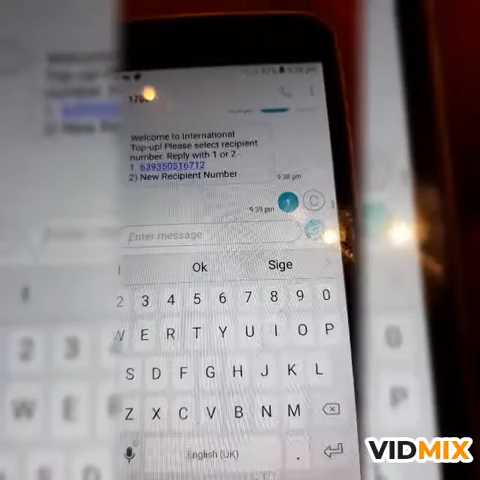 Welcome to International
Top-up! Please select recipient
number. Reply with 1 or 2-
1 639350516712
2) New Recipient Number
9:38 pm
1
C
9:39 pm
Enter message
Ok
Sige
2 3 4 5 6 7 8 9 0
W E R T Y U I O P
S D F G H J K L
Z X C V B N M
English (UK)
.
VIDMIX